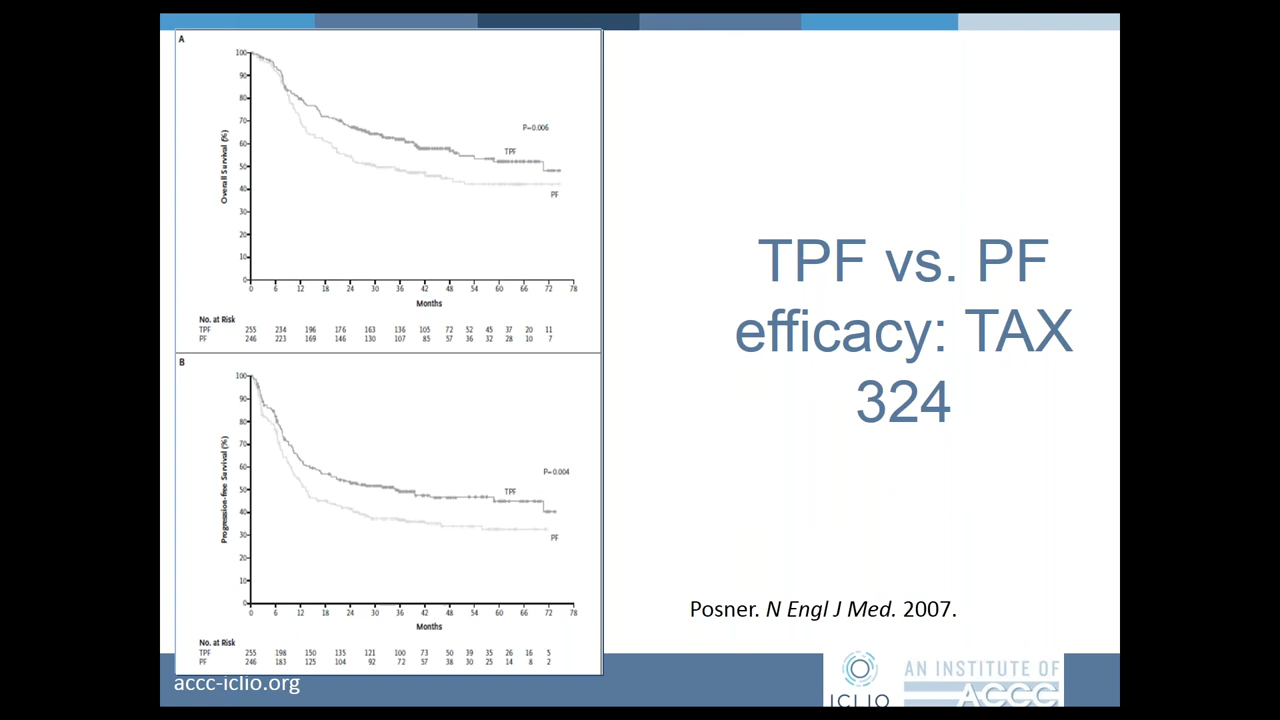 A
100
90
80
70
60
50
40
30
20
10
0
Overall Survival (%)
P=0.006
TPF
PF
0 6 12 18 24 30 36 42 48 54 60 66 72 78
Months
No. at Risk
TPF 255 234 196 176 163 136 105 72 52 45 37 20 11
PF 246 223 169 146 130 107 85 57 36 32 28 10 7
B
100
90
80
70
60
50
40
30
20
10
0
Progression-free Survival (%)
P=0.004
TPF
PF
0 6 12 18 24 30 36 42 48 54 60 66 72 78
Months
No. at Risk
TPF 255 198 150 135 121 100 73 50 39 35 26 16 5
PF 246 183 125 104 92 72 57 38 30 25 14 8 2
TPF vs. PF
efficacy: TAX
324
Posner. N Engl J Med. 2007.
accc-iclio.org
ICLIO
AN INSTITUTE OF
ACCC